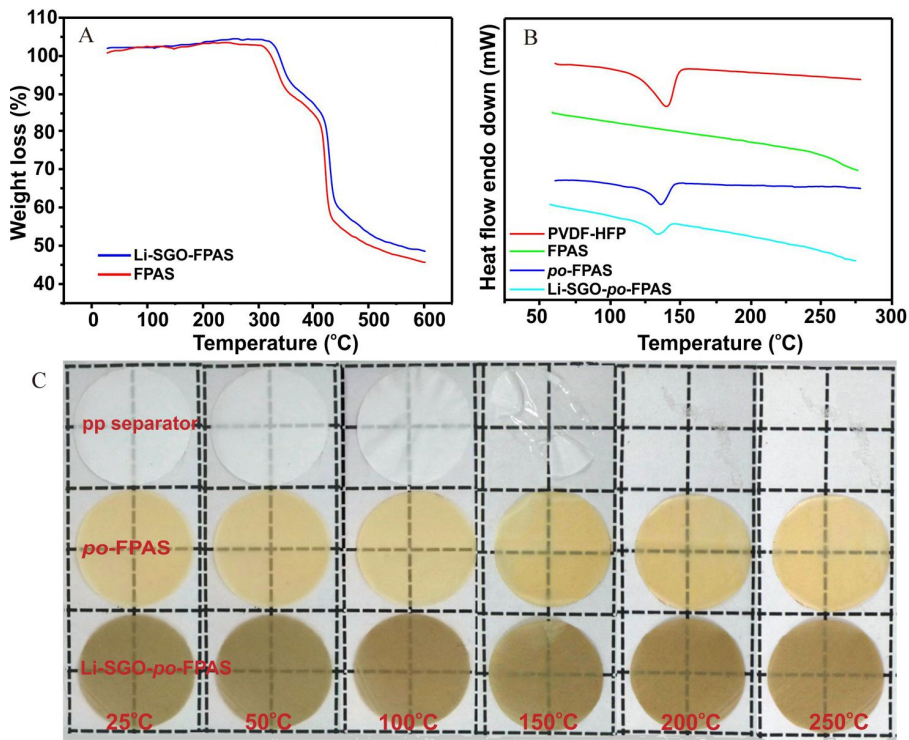 A
Weight loss (%)
110
100
90
80
70
60
50
40
Li-SGO-FPAS
FPAS
0
100
200
300
400
500
600
Temperature (°C)
B
Heat flow endo down (mW)
PVDF-HFP
FPAS
po-FPAS
Li-SGO-po-FPAS
50
100
150
200
250
300
Temperature (°C)
C
pp separator
po-FPAS
Li-SGO-po-FPAS
25°C
50°C
100°C
150°C
200°C
250°C